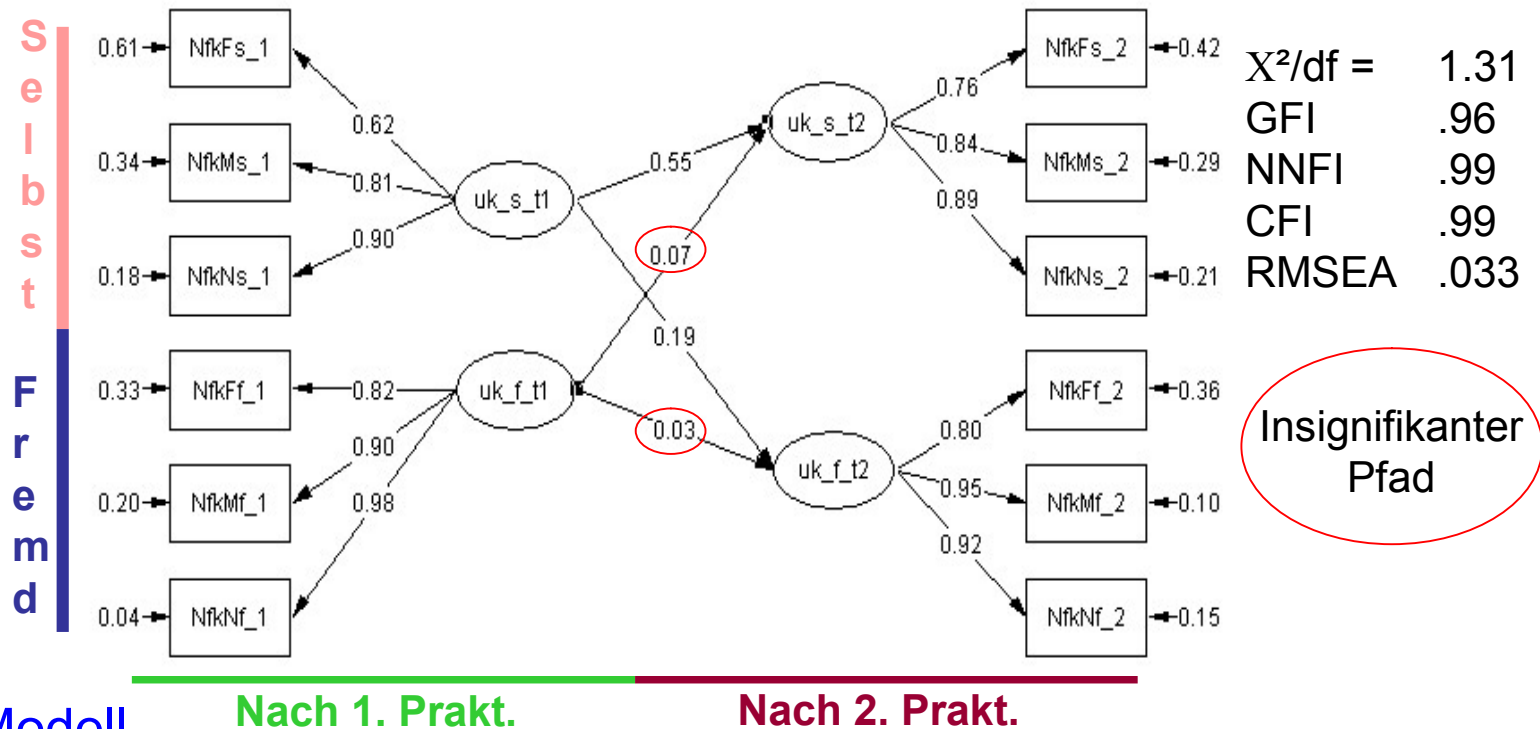 Selbst
Fremd
0.61 NfkFs_1
0.34 NfkMs_1
0.18 NfkNs_1
0.33 NfkFf_1
0.20 NfkMf_1
0.04 NfkNf_1
0.62
0.81
0.90
0.82
0.90
0.98
uk_s_t1
uk_f_t1
0.55
0.07
0.19
0.03
uk_s_t2
uk_f_t2
0.76
0.84
0.89
0.80
0.95
0.92
NfkFs_2 0.42
NfkMs_2 0.29
NfkNs_2 0.21
NfkFf_2 0.36
NfkMf_2 0.10
NfkNf_2 0.15
X²/df = 1.31
GFI .96
NNFI .99
CFI .99
RMSEA .033
Insignifikanter
Pfad
Nach 1. Prakt.
Nach 2. Prakt.
Modell